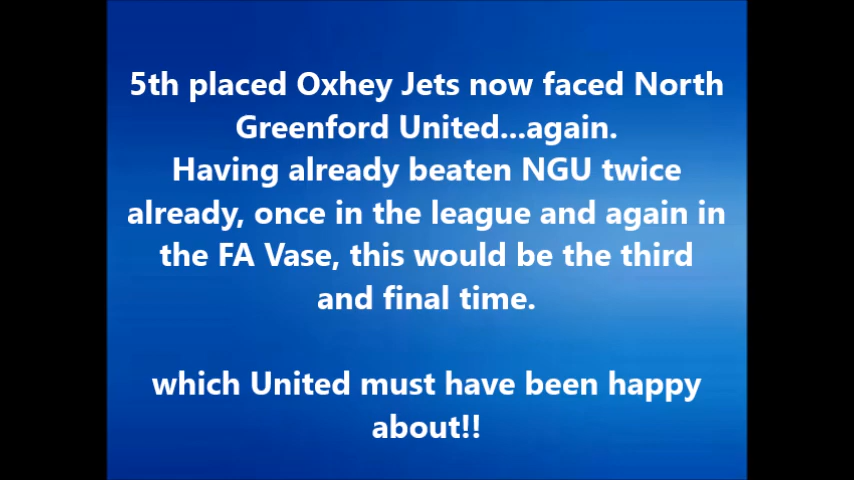 5th placed Oxhey Jets now faced North
Greenford United...again.
Having already beaten NGU twice
already, once in the league and again in
the FA Vase, this would be the third
and final time.
which United must have been happy
about!!